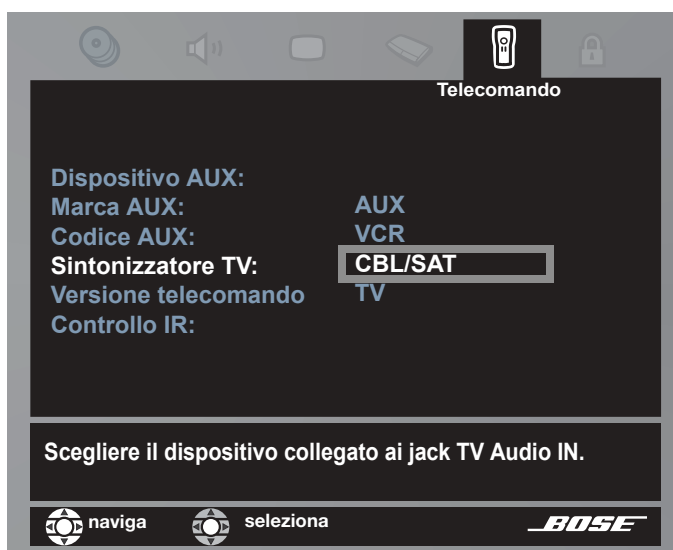 Telecomando
Dispositivo AUX:
Marca AUX: AUX
Codice AUX: VCR
Sintonizzatore TV: CBL/SAT
Versione telecomando TV
Controllo IR:
Scegliere il dispositivo collegato ai jack TV Audio IN.
naviga seleziona BOSE